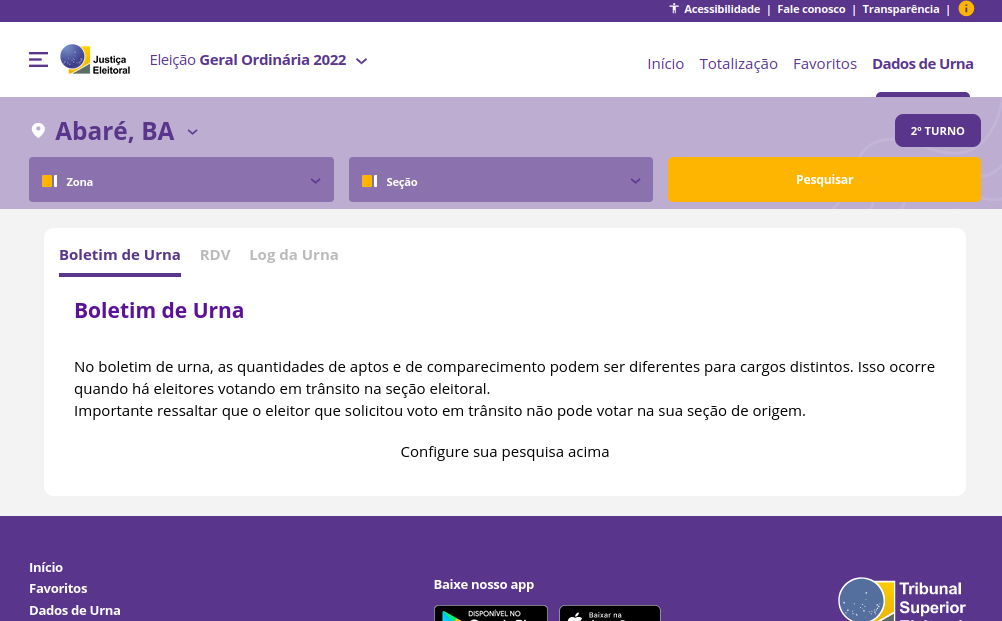 Acessibilidade | Fale conosco | Transparência |
Justiça
Eleitoral
Eleição Geral Ordinária 2022
Início Totalização Favoritos Dados de Urna
Abaré, BA
2º TURNO
Zona
Seção
Pesquisar
Boletim de Urna RDV Log da Urna
Boletim de Urna
No boletim de urna, as quantidades de aptos e de comparecimento podem ser diferentes para cargos distintos. Isso ocorre
quando há eleitores votando em trânsito na seção eleitoral.
Importante ressaltar que o eleitor que solicitou voto em trânsito não pode votar na sua seção de origem.
Configure sua pesquisa acima
Início
Favoritos
Dados de Urna
Baixe nosso app
DISPONÍVEL NO
Baixar na
Tribunal
Superior